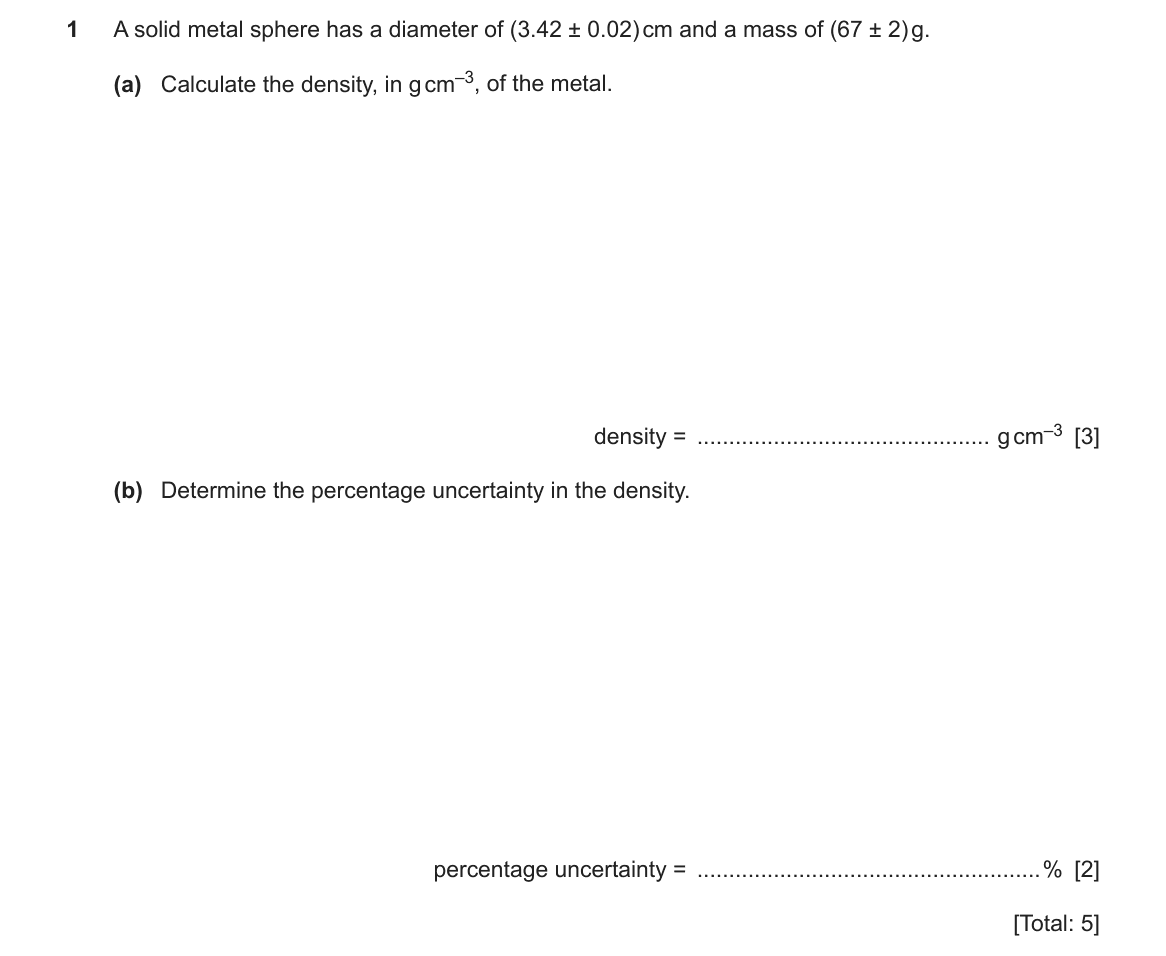 1 A solid metal sphere has a diameter of (3.42 ± 0.02) cm and a mass of (67 ± 2) g.
(a) Calculate the density, in g cm⁻³, of the metal.
density = .............................................. g cm⁻³ [3]
(b) Determine the percentage uncertainty in the density.
percentage uncertainty = ...................................................... % [2]
[Total: 5]